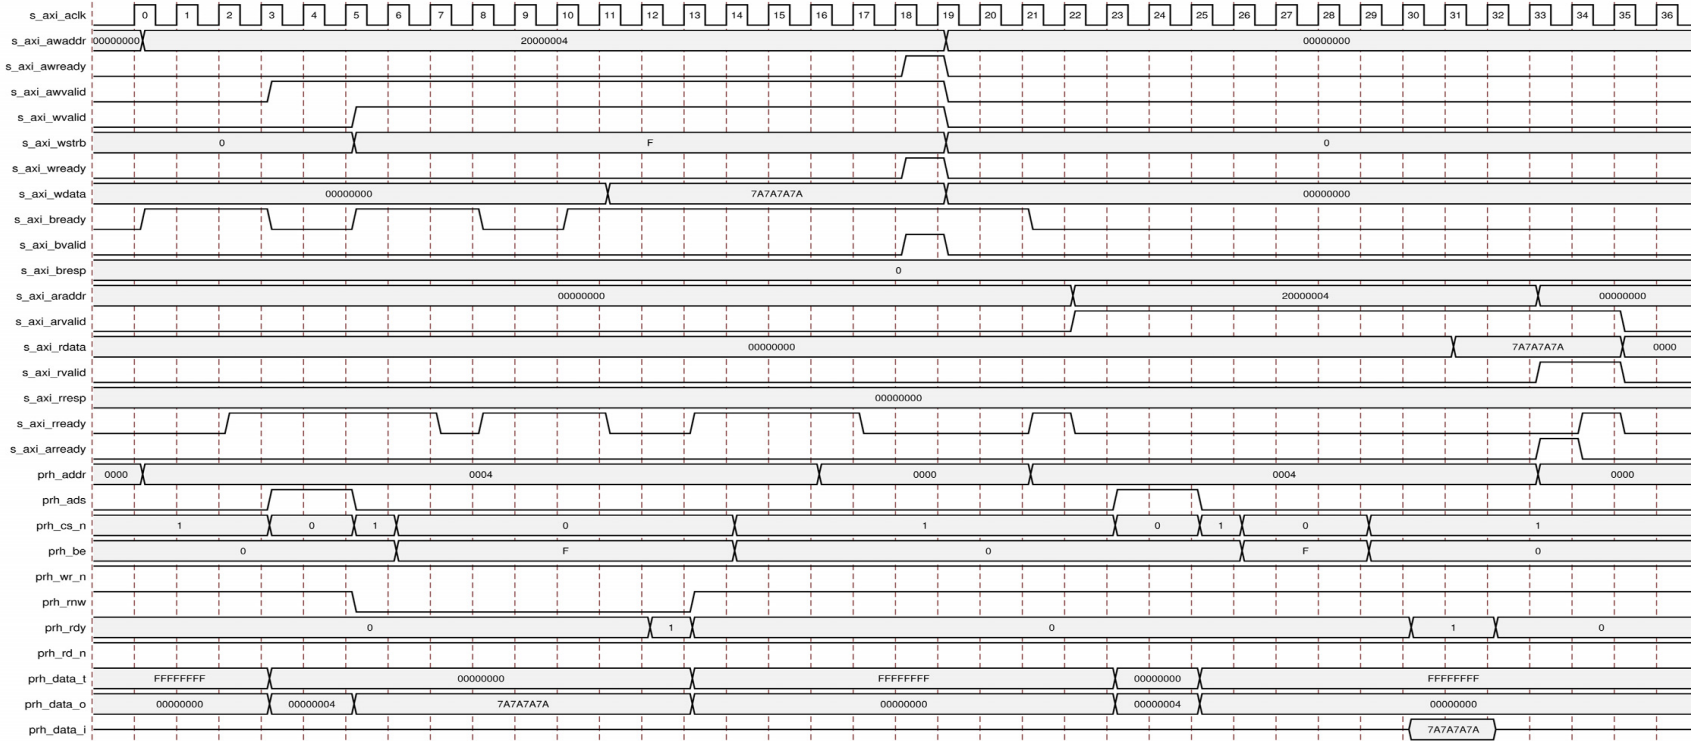 s_axi_aclk 0 1 2 3 4 5 6 7 8 9 10 11 12 13 14 15 16 17 18 19 20 21 22 23 24 25 26 27 28 29 30 31 32 33 34 35 36
s_axi_awaddr 00000000 20000004 00000000
s_axi_awready
s_axi_awvalid
s_axi_wvalid
s_axi_wstrb 0 F 0
s_axi_wready
s_axi_wdata 00000000 7A7A7A7A 00000000
s_axi_bready
s_axi_bvalid
s_axi_bresp 0
s_axi_araddr 00000000 20000004 00000000
s_axi_arvalid
s_axi_rdata 00000000 7A7A7A7A 0000
s_axi_rvalid
s_axi_rresp 00000000
s_axi_rready
s_axi_arready
prh_addr 0000 0004 0000 0004 0000
prh_ads
prh_cs_n 1 0 1 0 1 0 1 0 1
prh_be 0 F 0 F 0
prh_wr_n
prh_rnw
prh_rdy 0 1 0 1 0
prh_rd_n
prh_data_t FFFFFFFF 00000000 FFFFFFFF 00000000 FFFFFFFF
prh_data_o 00000000 00000004 7A7A7A7A 00000000 00000004 00000000
prh_data_i 7A7A7A7A